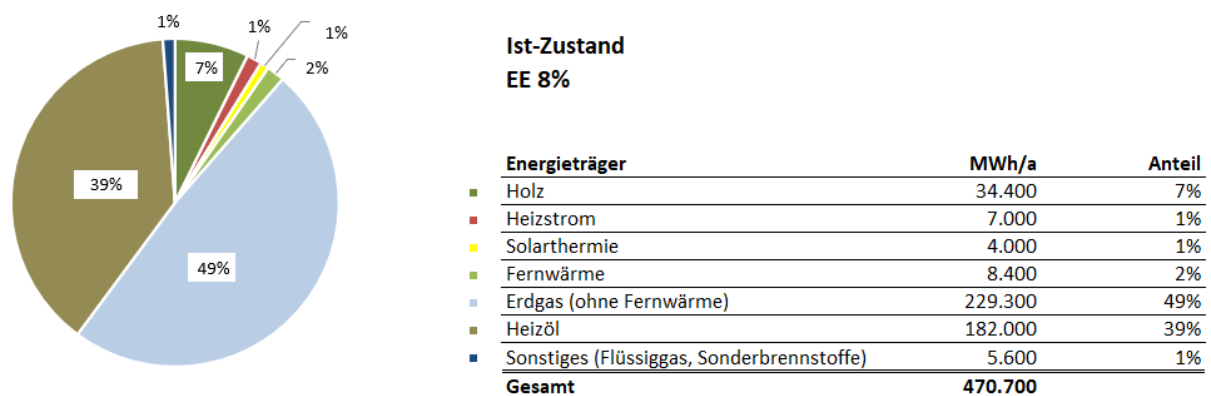 1%
1%
1%
2%
7%
39%
49%
Ist-Zustand
EE 8%
Energieträger MWh/a Anteil
Holz 34.400 7%
Heizstrom 7.000 1%
Solarthermie 4.000 1%
Fernwärme 8.400 2%
Erdgas (ohne Fernwärme) 229.300 49%
Heizöl 182.000 39%
Sonstiges (Flüssiggas, Sonderbrennstoffe) 5.600 1%
Gesamt 470.700